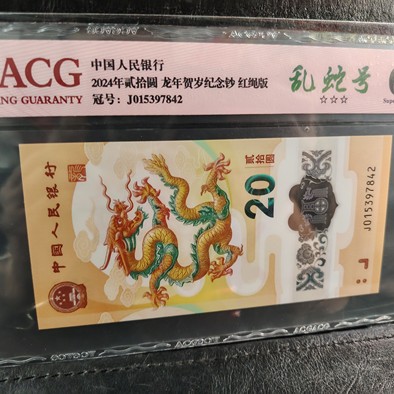 ACG
NG GUARANTY
中国人民银行
2024年贰拾圆 龙年贺岁纪念钞 红绳版
冠号：J015397842
乱蛇号
☆☆☆
中国人民银行
贰拾圆
20
J015397842